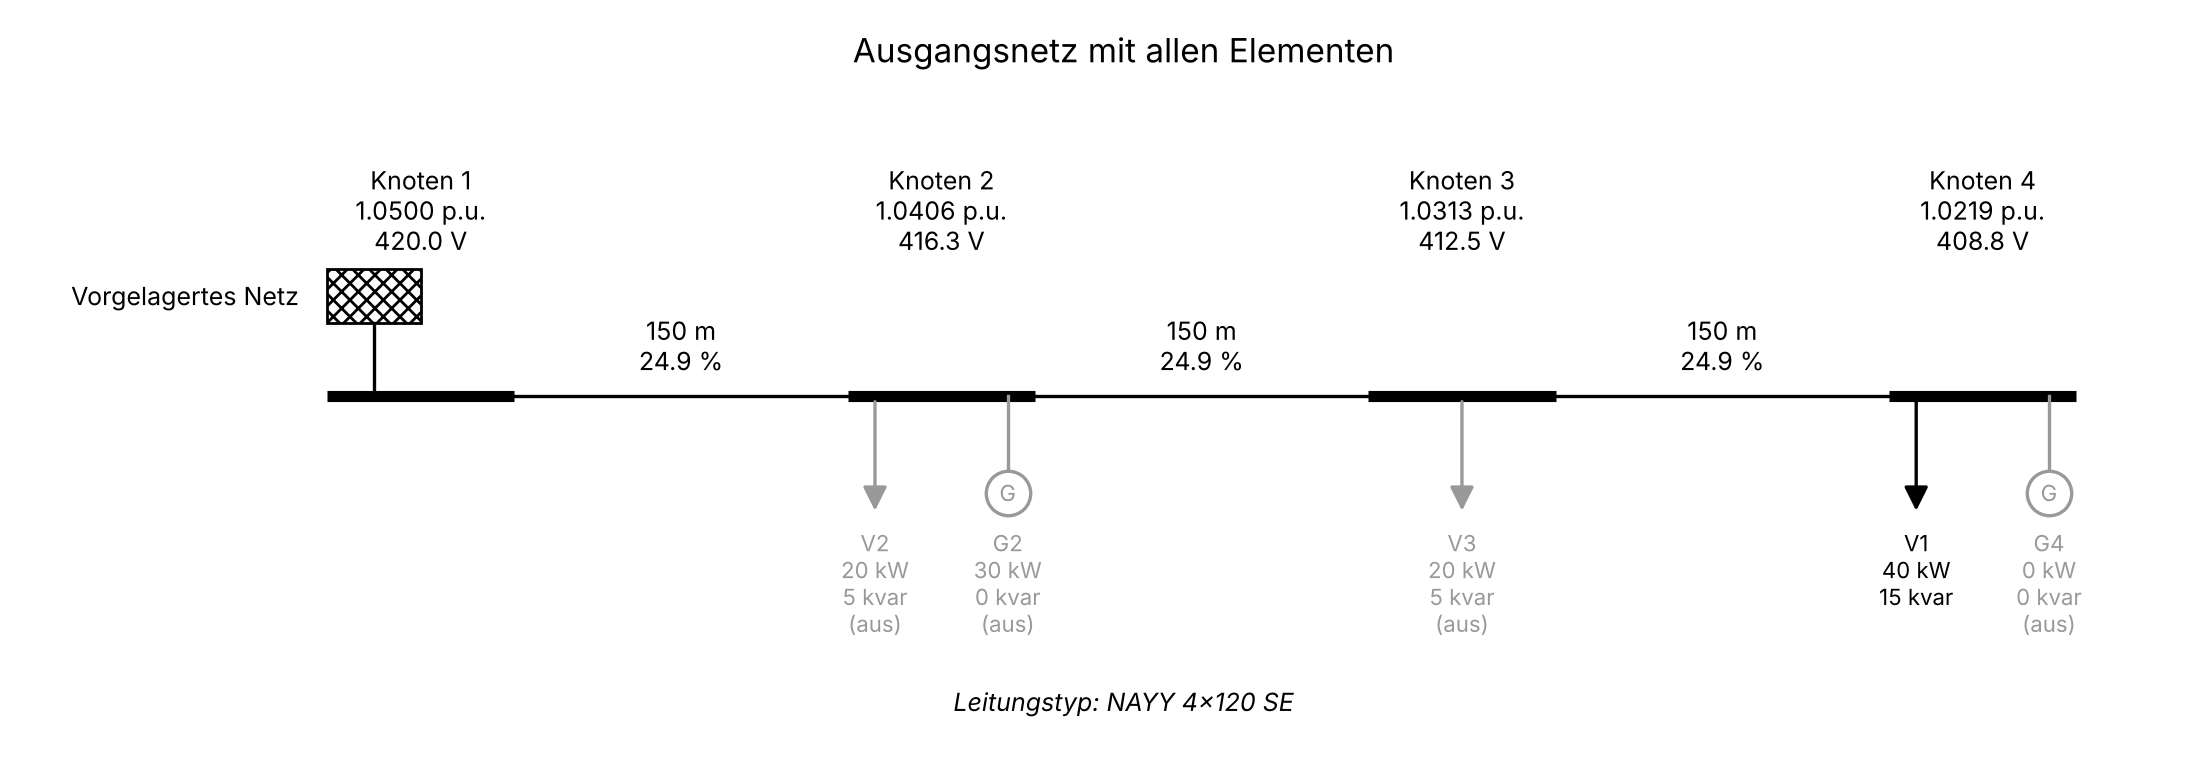 Ausgangsnetz mit allen Elementen
Knoten 1
1.0500 p.u.
420.0 V
Knoten 2
1.0406 p.u.
416.3 V
Knoten 3
1.0313 p.u.
412.5 V
Knoten 4
1.0219 p.u.
408.8 V
Vorgelagertes Netz
150 m
24.9 %
150 m
24.9 %
150 m
24.9 %
V2
20 kW
5 kvar
(aus)
G
G2
30 kW
0 kvar
(aus)
V3
20 kW
5 kvar
(aus)
V1
40 kW
15 kvar
G
G4
0 kW
0 kvar
(aus)
Leitungstyp: NAYY 4×120 SE